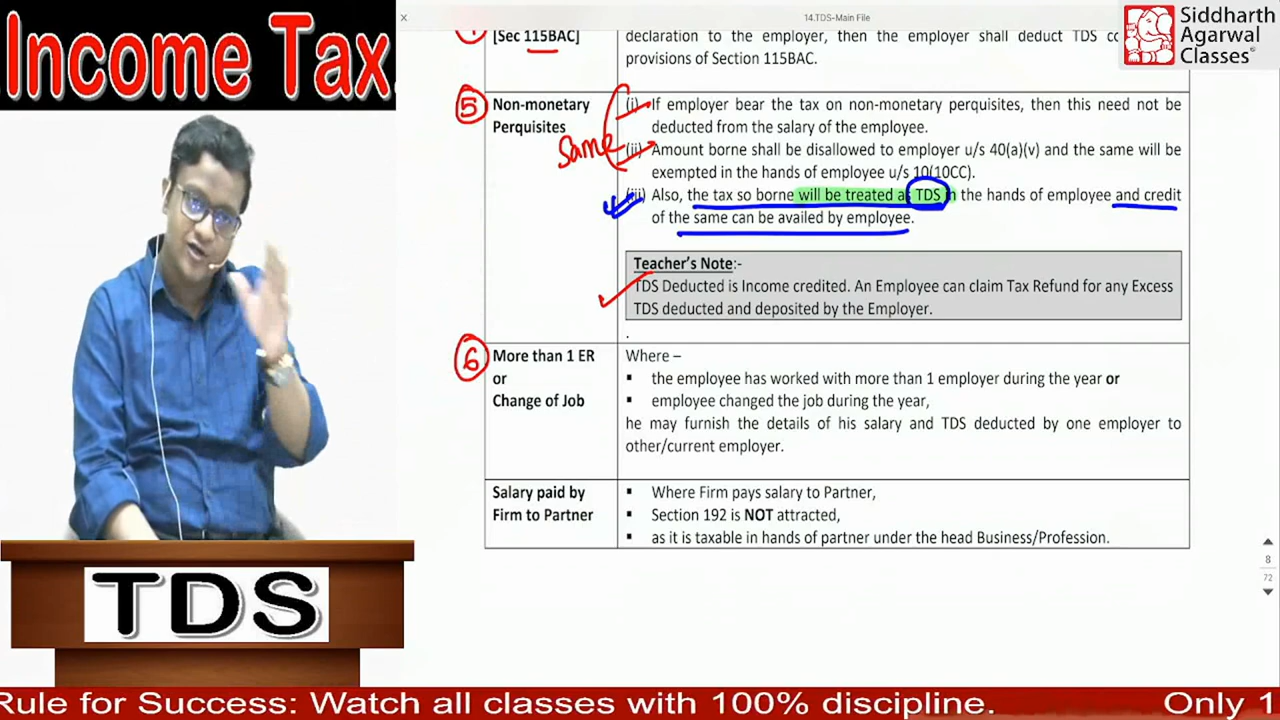 Income Tax.
14.TDS-Main File
Siddharth
Agarwal
Classes®
[Sec 115BAC]
declaration to the employer, then the employer shall deduct TDS
provisions of Section 115BAC.
5
Non-monetary
Perquisites
Same
(i) If employer bear the tax on non-monetary perquisites, then this need not be
deducted from the salary of the employee.
(ii) Amount borne shall be disallowed to employer u/s 40(a)(v) and the same will be
exempted in the hands of employee u/s 10(10CC).
(iii) Also, the tax so borne will be treated as TDS in the hands of employee and credit
of the same can be availed by employee.
Teacher's Note:-
TDS Deducted is Income credited. An Employee can claim Tax Refund for any Excess
TDS deducted and deposited by the Employer.
.
6
More than 1 ER
or
Change of Job
Where –
▪ the employee has worked with more than 1 employer during the year or
▪ employee changed the job during the year,
he may furnish the details of his salary and TDS deducted by one employer to
other/current employer.
Salary paid by
Firm to Partner
▪ Where Firm pays salary to Partner,
▪ Section 192 is NOT attracted,
▪ as it is taxable in hands of partner under the head Business/Profession.
8
72
TDS
Rule for Success: Watch all classes with 100% discipline.
Only 1